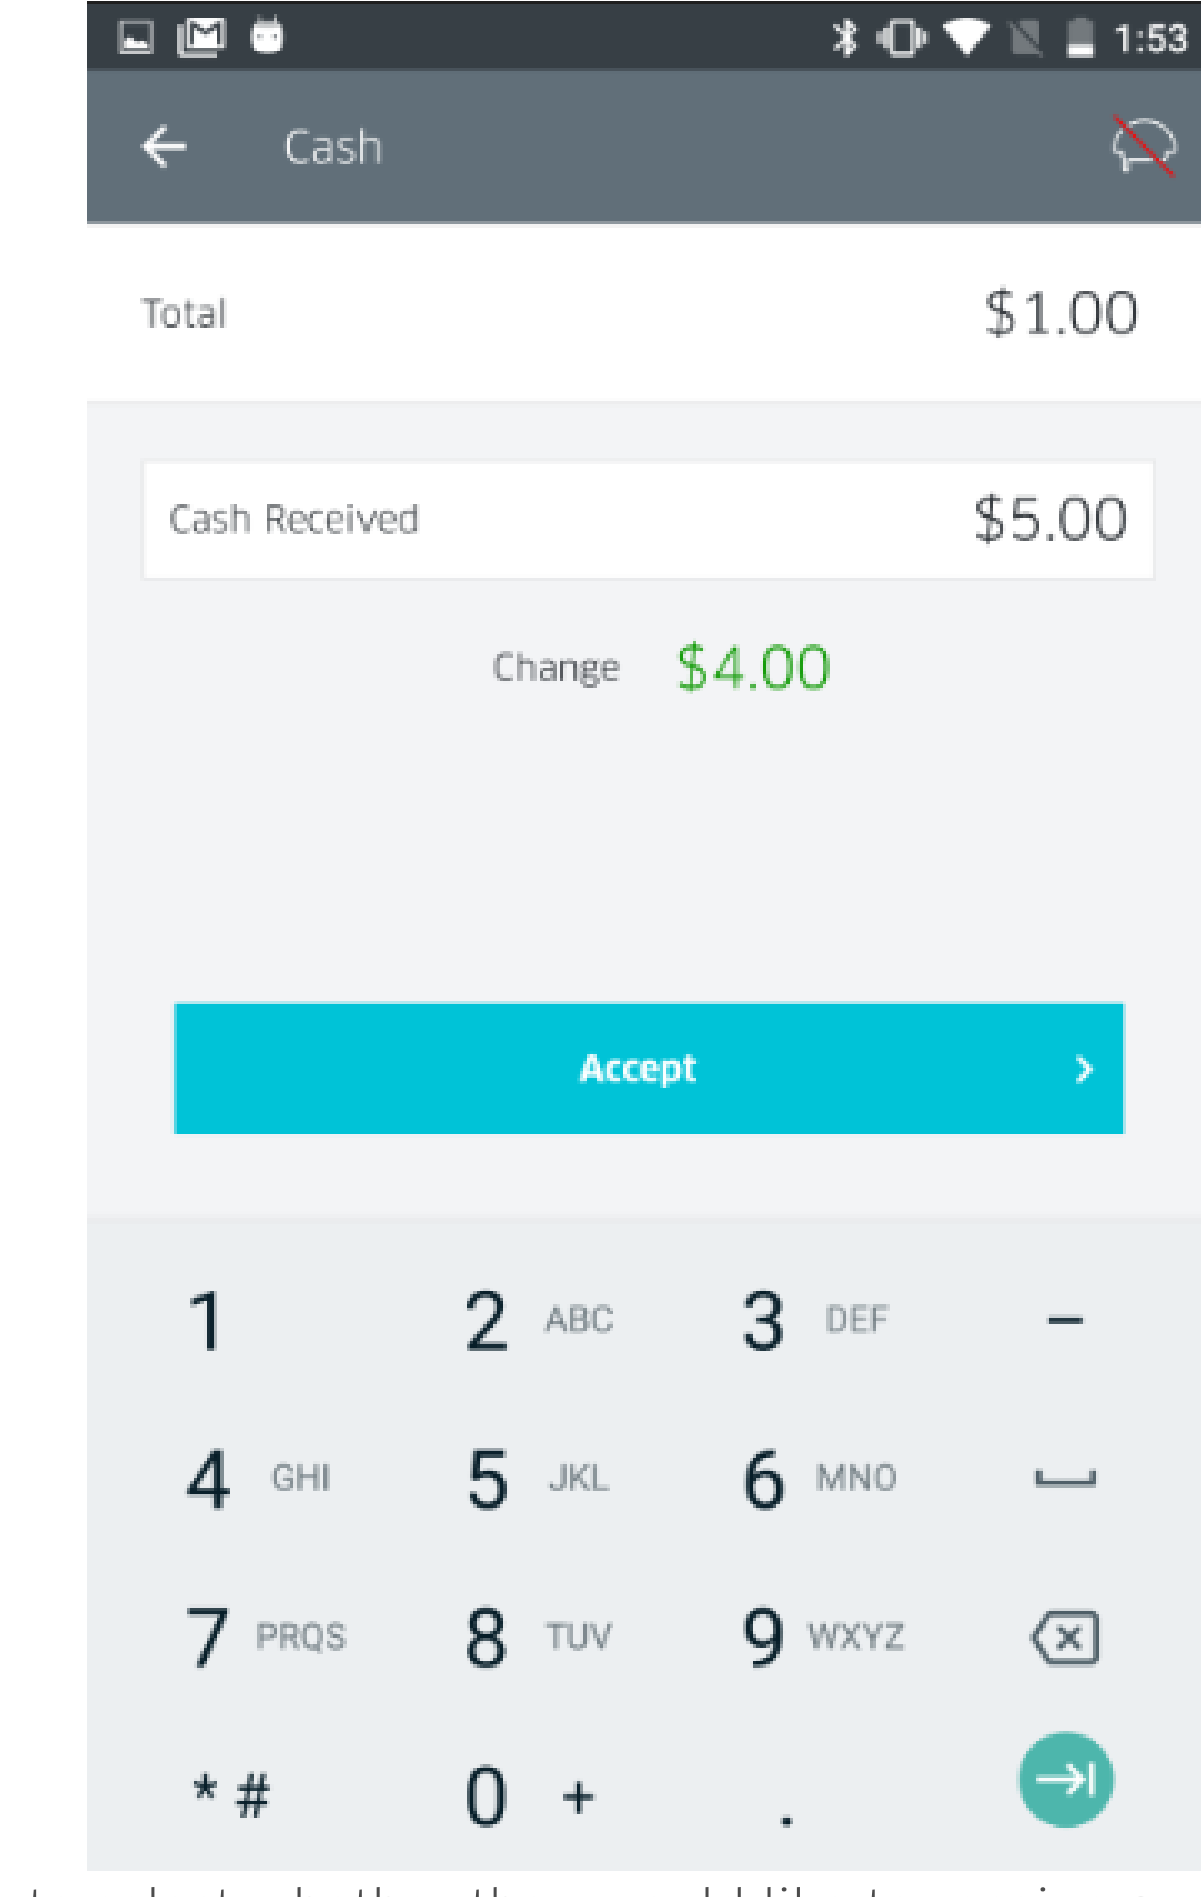 1:53
Cash
Total $1.00
Cash Received $5.00
Change $4.00
Accept
1 2 ABC 3 DEF –
4 GHI 5 JKL 6 MNO
7 PRQS 8 TUV 9 WXYZ
* # 0 + .